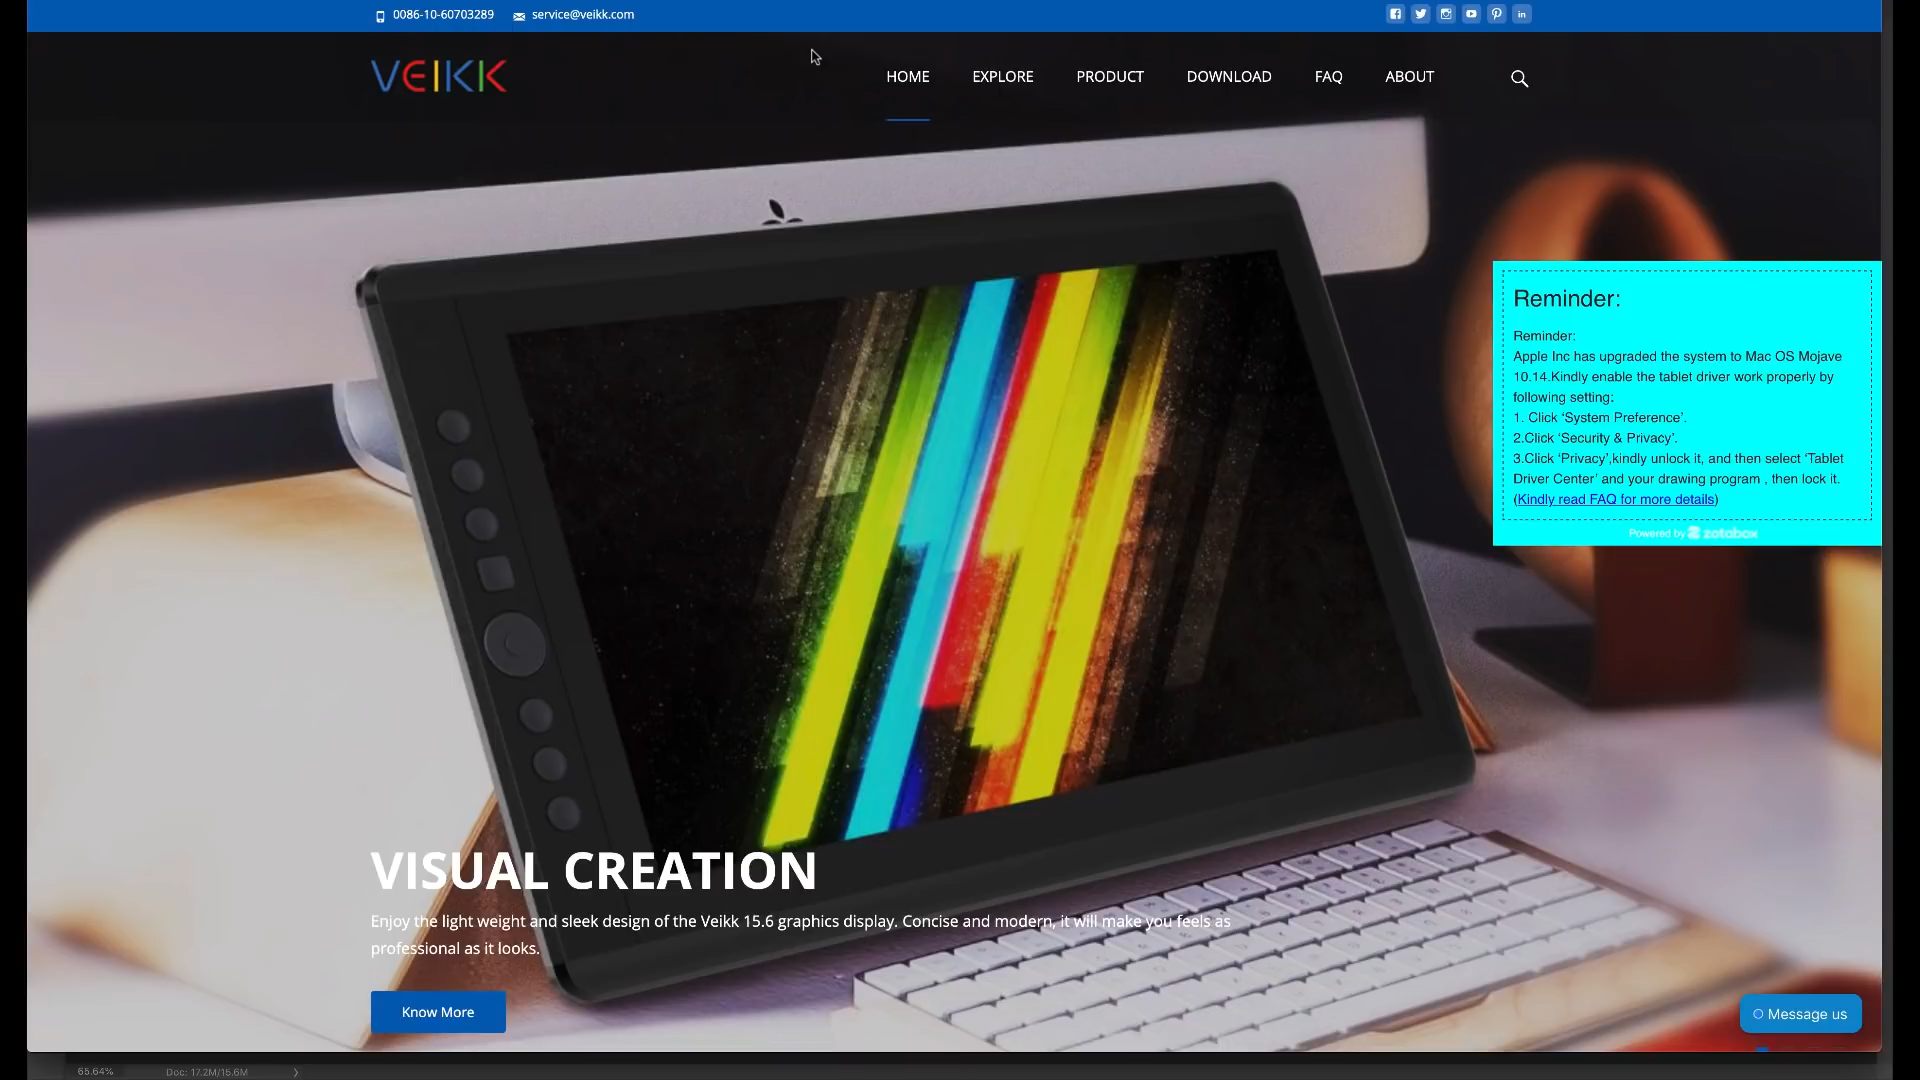 0086-10-60703289 service@veikk.com
in
VEIKK
HOME EXPLORE PRODUCT DOWNLOAD FAQ ABOUT
Reminder:
Reminder:
Apple Inc has upgraded the system to Mac OS Mojave
10.14.Kindly enable the tablet driver work properly by
following setting:
1. Click ‘System Preference’.
2.Click ‘Security & Privacy’.
3.Click ‘Privacy’,kindly unlock it, and then select ‘Tablet
Driver Center’ and your drawing program , then lock it.
(Kindly read FAQ for more details)
Powered by zotabox
VISUAL CREATION
Enjoy the light weight and sleek design of the Veikk 15.6 graphics display. Concise and modern, it will make you feels as
professional as it looks.
Know More
Message us
65.64% Doc: 17.2M/15.6M